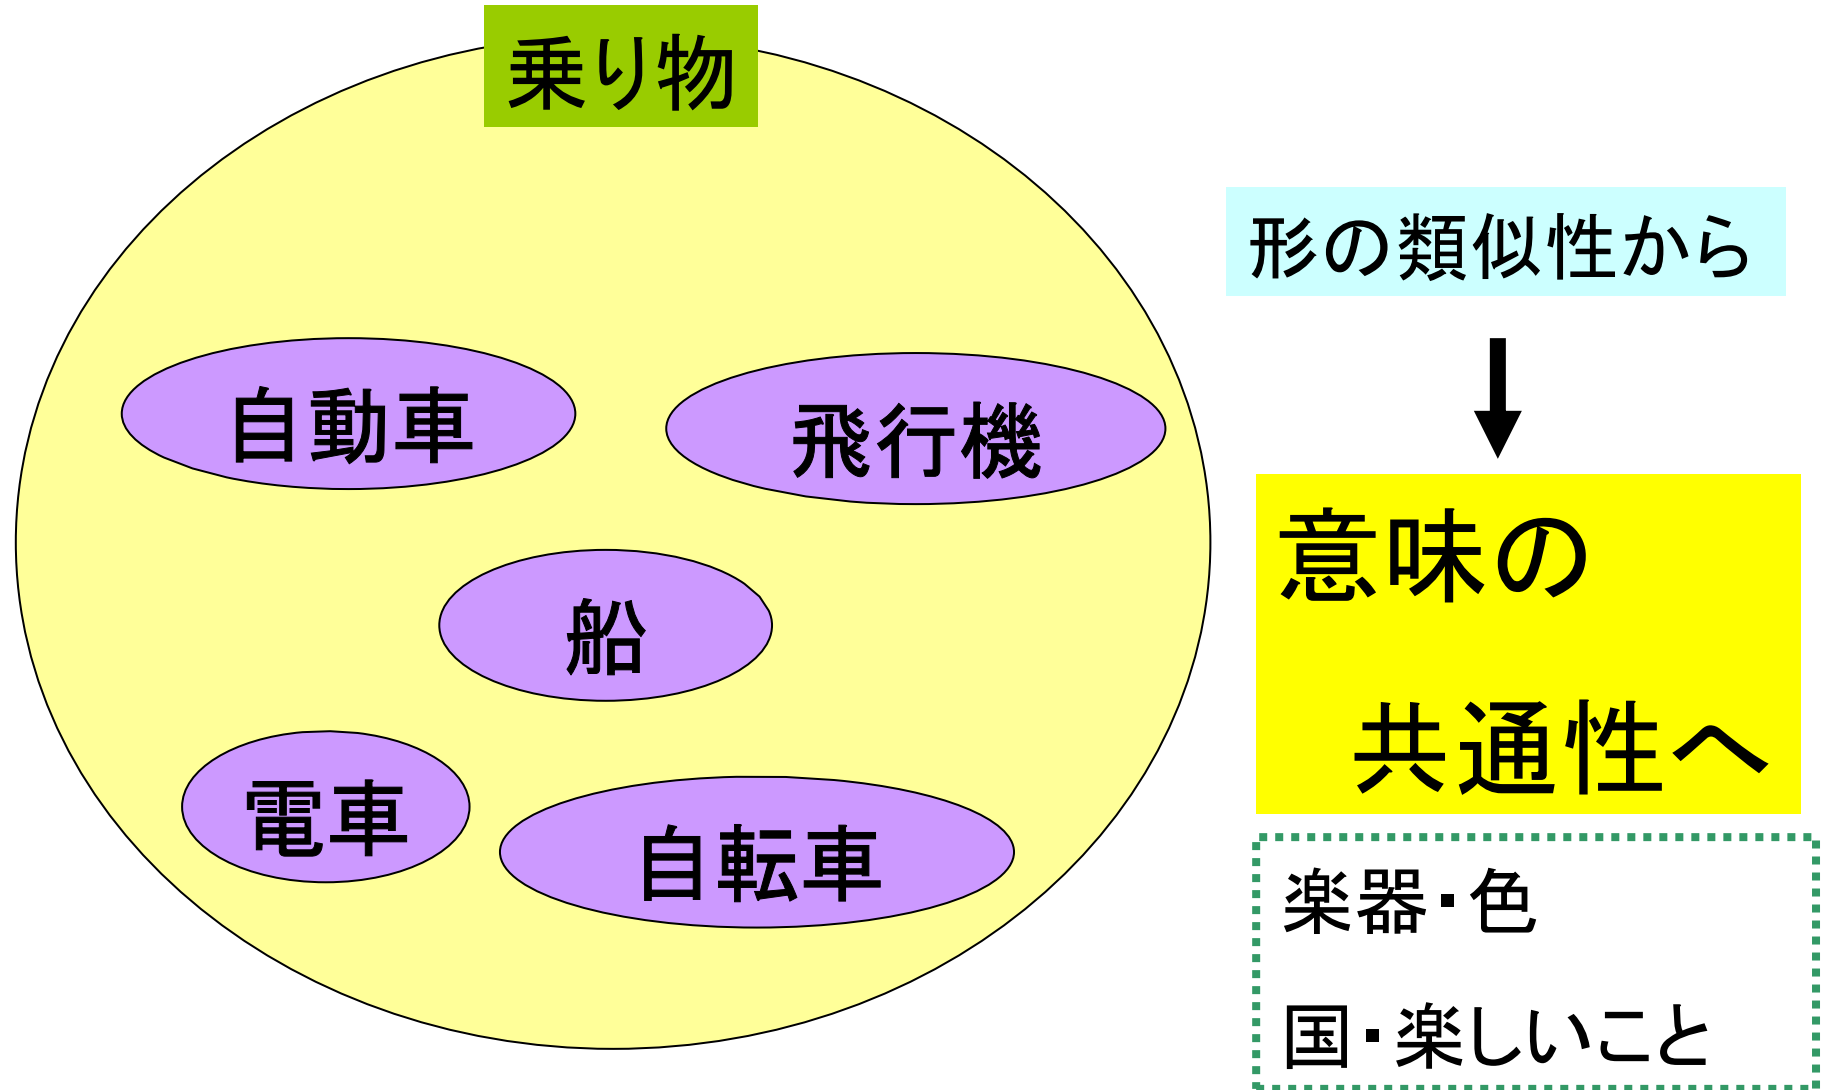 乗り物
自動車
飛行機
船
電車
自転車
形の類似性から
意味の
共通性へ
楽器・色
国・楽しいこと